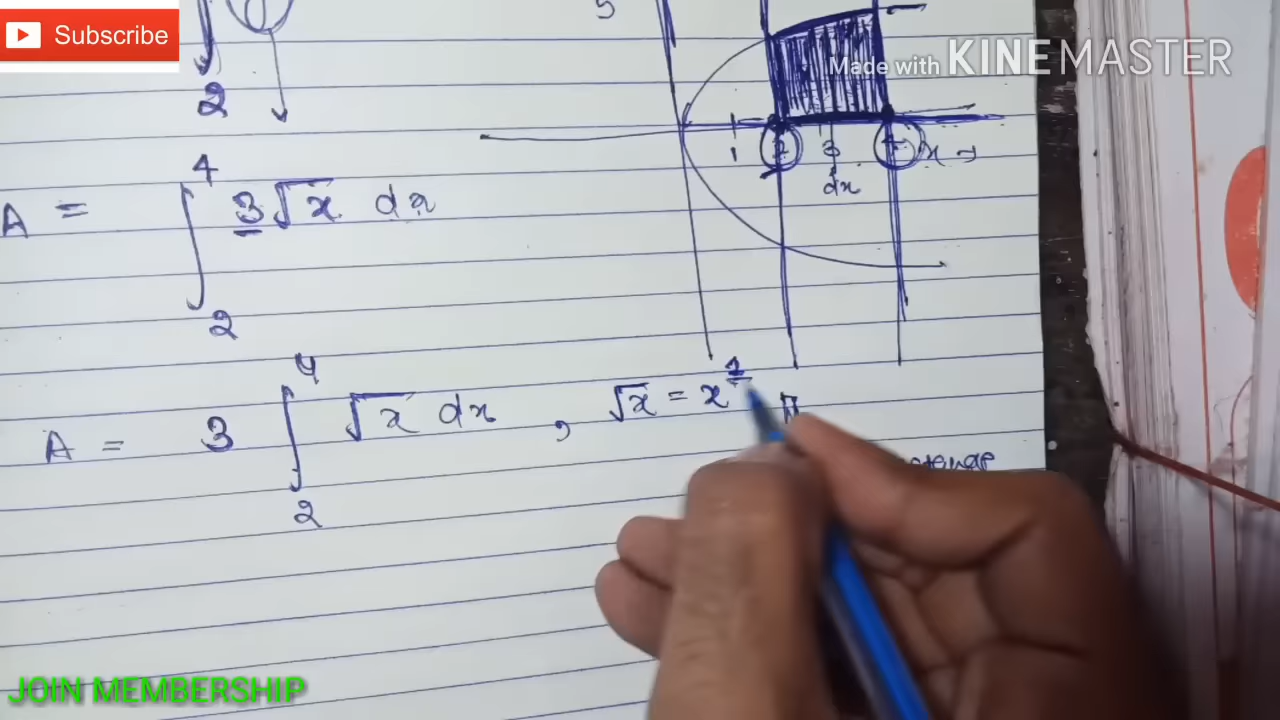 Subscribe
Made with KINEMASTER
2
1 2 3 4 x →
dx
4
A = ∫ 3√x dx
2
4
A = 3 ∫ √x dx , √x = x^1
2
JOIN MEMBERSHIP